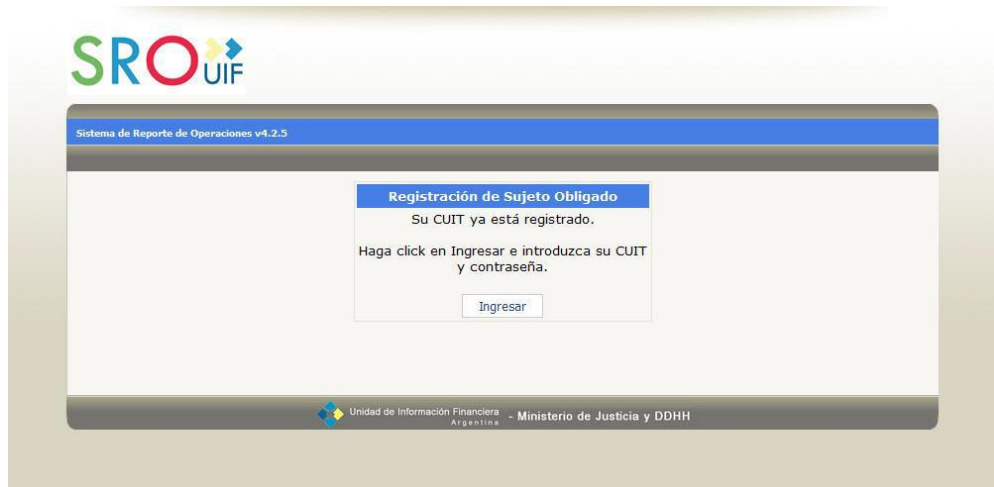 SRO UIF
Sistema de Reporte de Operaciones v4.2.5
Registración de Sujeto Obligado
Su CUIT ya está registrado.
Haga click en Ingresar e introduzca su CUIT
y contraseña.
Ingresar
Unidad de Información Financiera
Argentina
- Ministerio de Justicia y DDHH